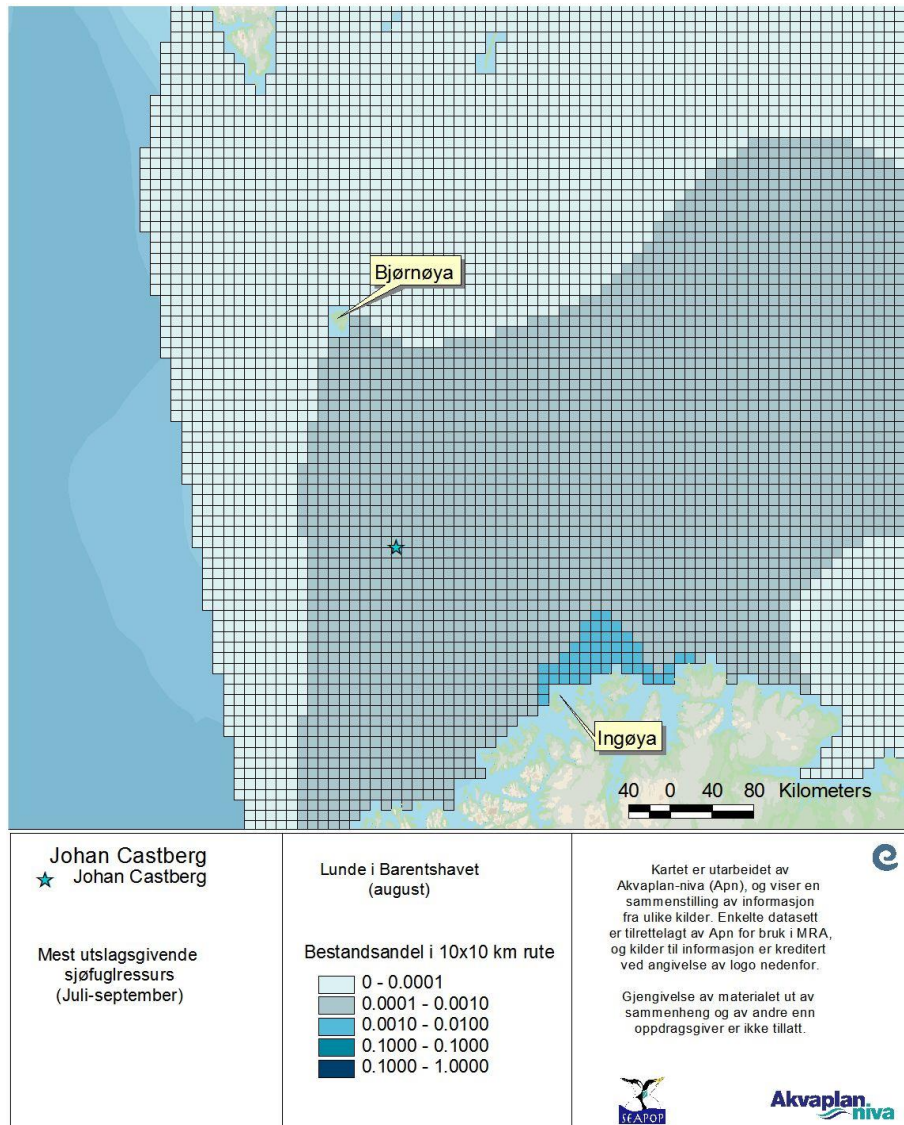 Bjørnøya
Ingøya
40 0 40 80 Kilometers
Johan Castberg
Johan Castberg
Mest utslagsgivende
sjøfuglressurs
(Juli-september)
Lunde i Barentshavet
(august)
Bestandsandel i 10x10 km rute
0 - 0.0001
0.0001 - 0.0010
0.0010 - 0.0100
0.1000 - 0.1000
0.1000 - 1.0000
Kartet er utarbeidet av
Akvaplan-niva (Apn), og viser en
sammenstilling av informasjon
fra ulike kilder. Enkelte datasett
er tilrettelagt av Apn for bruk i MRA,
og kilder til informasjon er kreditert
ved angivelse av logo nedenfor.
Gjengivelse av materialet ut av
sammenheng og av andre enn
oppdragsgiver er ikke tillatt.
SEAPOP
Akvaplan
niva